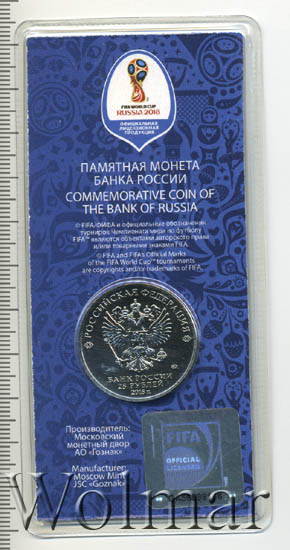 FIFA WORLD CUP
RUSSIA 2018
ОФИЦИАЛЬНАЯ
ЛИЦЕНЗИОННАЯ
ПРОДУКЦИЯ
ПАМЯТНАЯ МОНЕТА
БАНКА РОССИИ
COMMEMORATIVE COIN OF
THE BANK OF RUSSIA
© FIFA, ФИФА и официальные обозначения
турниров Чемпионата мира по футболу
FIFA™ являются объектами авторского права
и/или товарными знаками FIFA.
© FIFA and FIFA's Official Marks
of the FIFA World Cup™ tournaments
are copyrights and/or trademarks of FIFA.
РОССИЙСКАЯ ФЕДЕРАЦИЯ
БАНК РОССИИ
25 РУБЛЕЙ
2018 г.
Производитель:
Московский
монетный двор
АО «Гознак»
Manufacturer:
Moscow Mint
JSC «Goznak»
FIFA
OFFICIAL
LICENSED
Wolmar